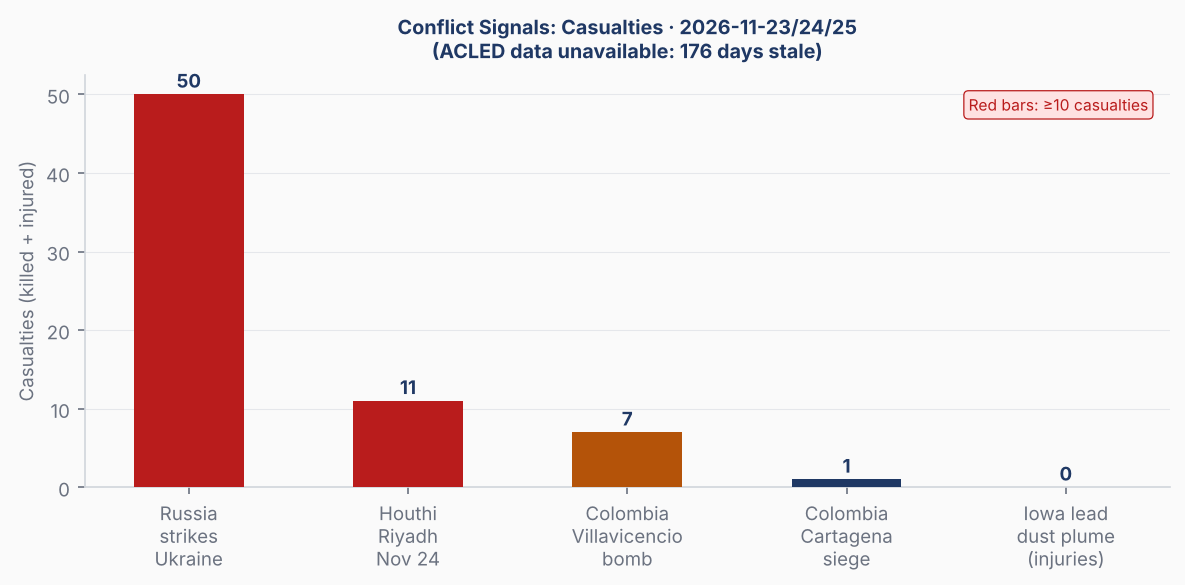 Conflict Signals: Casualties · 2026-11-23/24/25
(ACLED data unavailable: 176 days stale)
Red bars: ≥10 casualties
Casualties (killed + injured)
50
40
30
20
10
0
50
11
7
1
0
Russia
strikes
Ukraine
Houthi
Riyadh
Nov 24
Colombia
Villavicencio
bomb
Colombia
Cartagena
siege
Iowa lead
dust plume
(injuries)